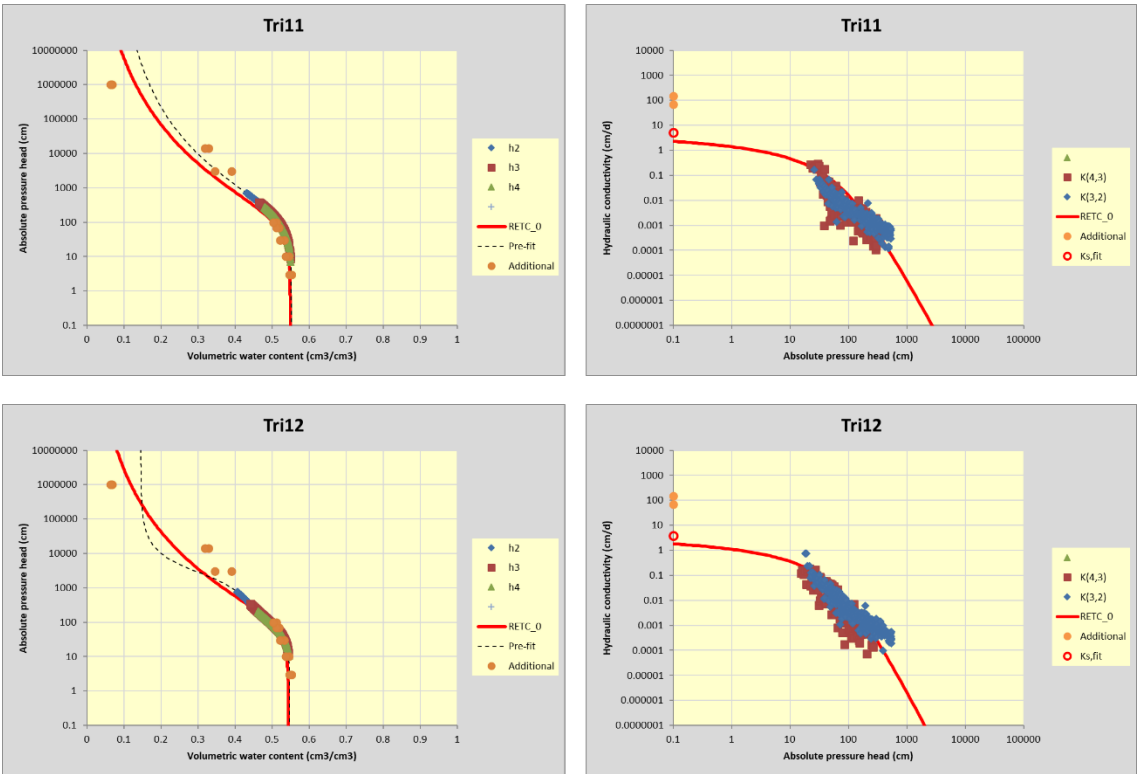 Tri11
Absolute pressure head (cm)
10000000
1000000
100000
10000
1000
100
10
1
0.1
0 0.1 0.2 0.3 0.4 0.5 0.6 0.7 0.8 0.9 1
Volumetric water content (cm3/cm3)
h2
h3
h4
RETC_0
Pre-fit
Additional
Tri11
Hydraulic conductivity (cm/d)
10000
1000
100
10
1
0.1
0.01
0.001
0.0001
0.00001
0.000001
0.0000001
0.1 1 10 100 1000 10000 100000
Absolute pressure head (cm)
K(4,3)
K(3,2)
RETC_0
Additional
Ks,fit
Tri12
Absolute pressure head (cm)
10000000
1000000
100000
10000
1000
100
10
1
0.1
0 0.1 0.2 0.3 0.4 0.5 0.6 0.7 0.8 0.9 1
Volumetric water content (cm3/cm3)
h2
h3
h4
RETC_0
Pre-fit
Additional
Tri12
Hydraulic conductivity (cm/d)
10000
1000
100
10
1
0.1
0.01
0.001
0.0001
0.00001
0.000001
0.0000001
0.1 1 10 100 1000 10000 100000
Absolute pressure head (cm)
K(4,3)
K(3,2)
RETC_0
Additional
Ks,fit